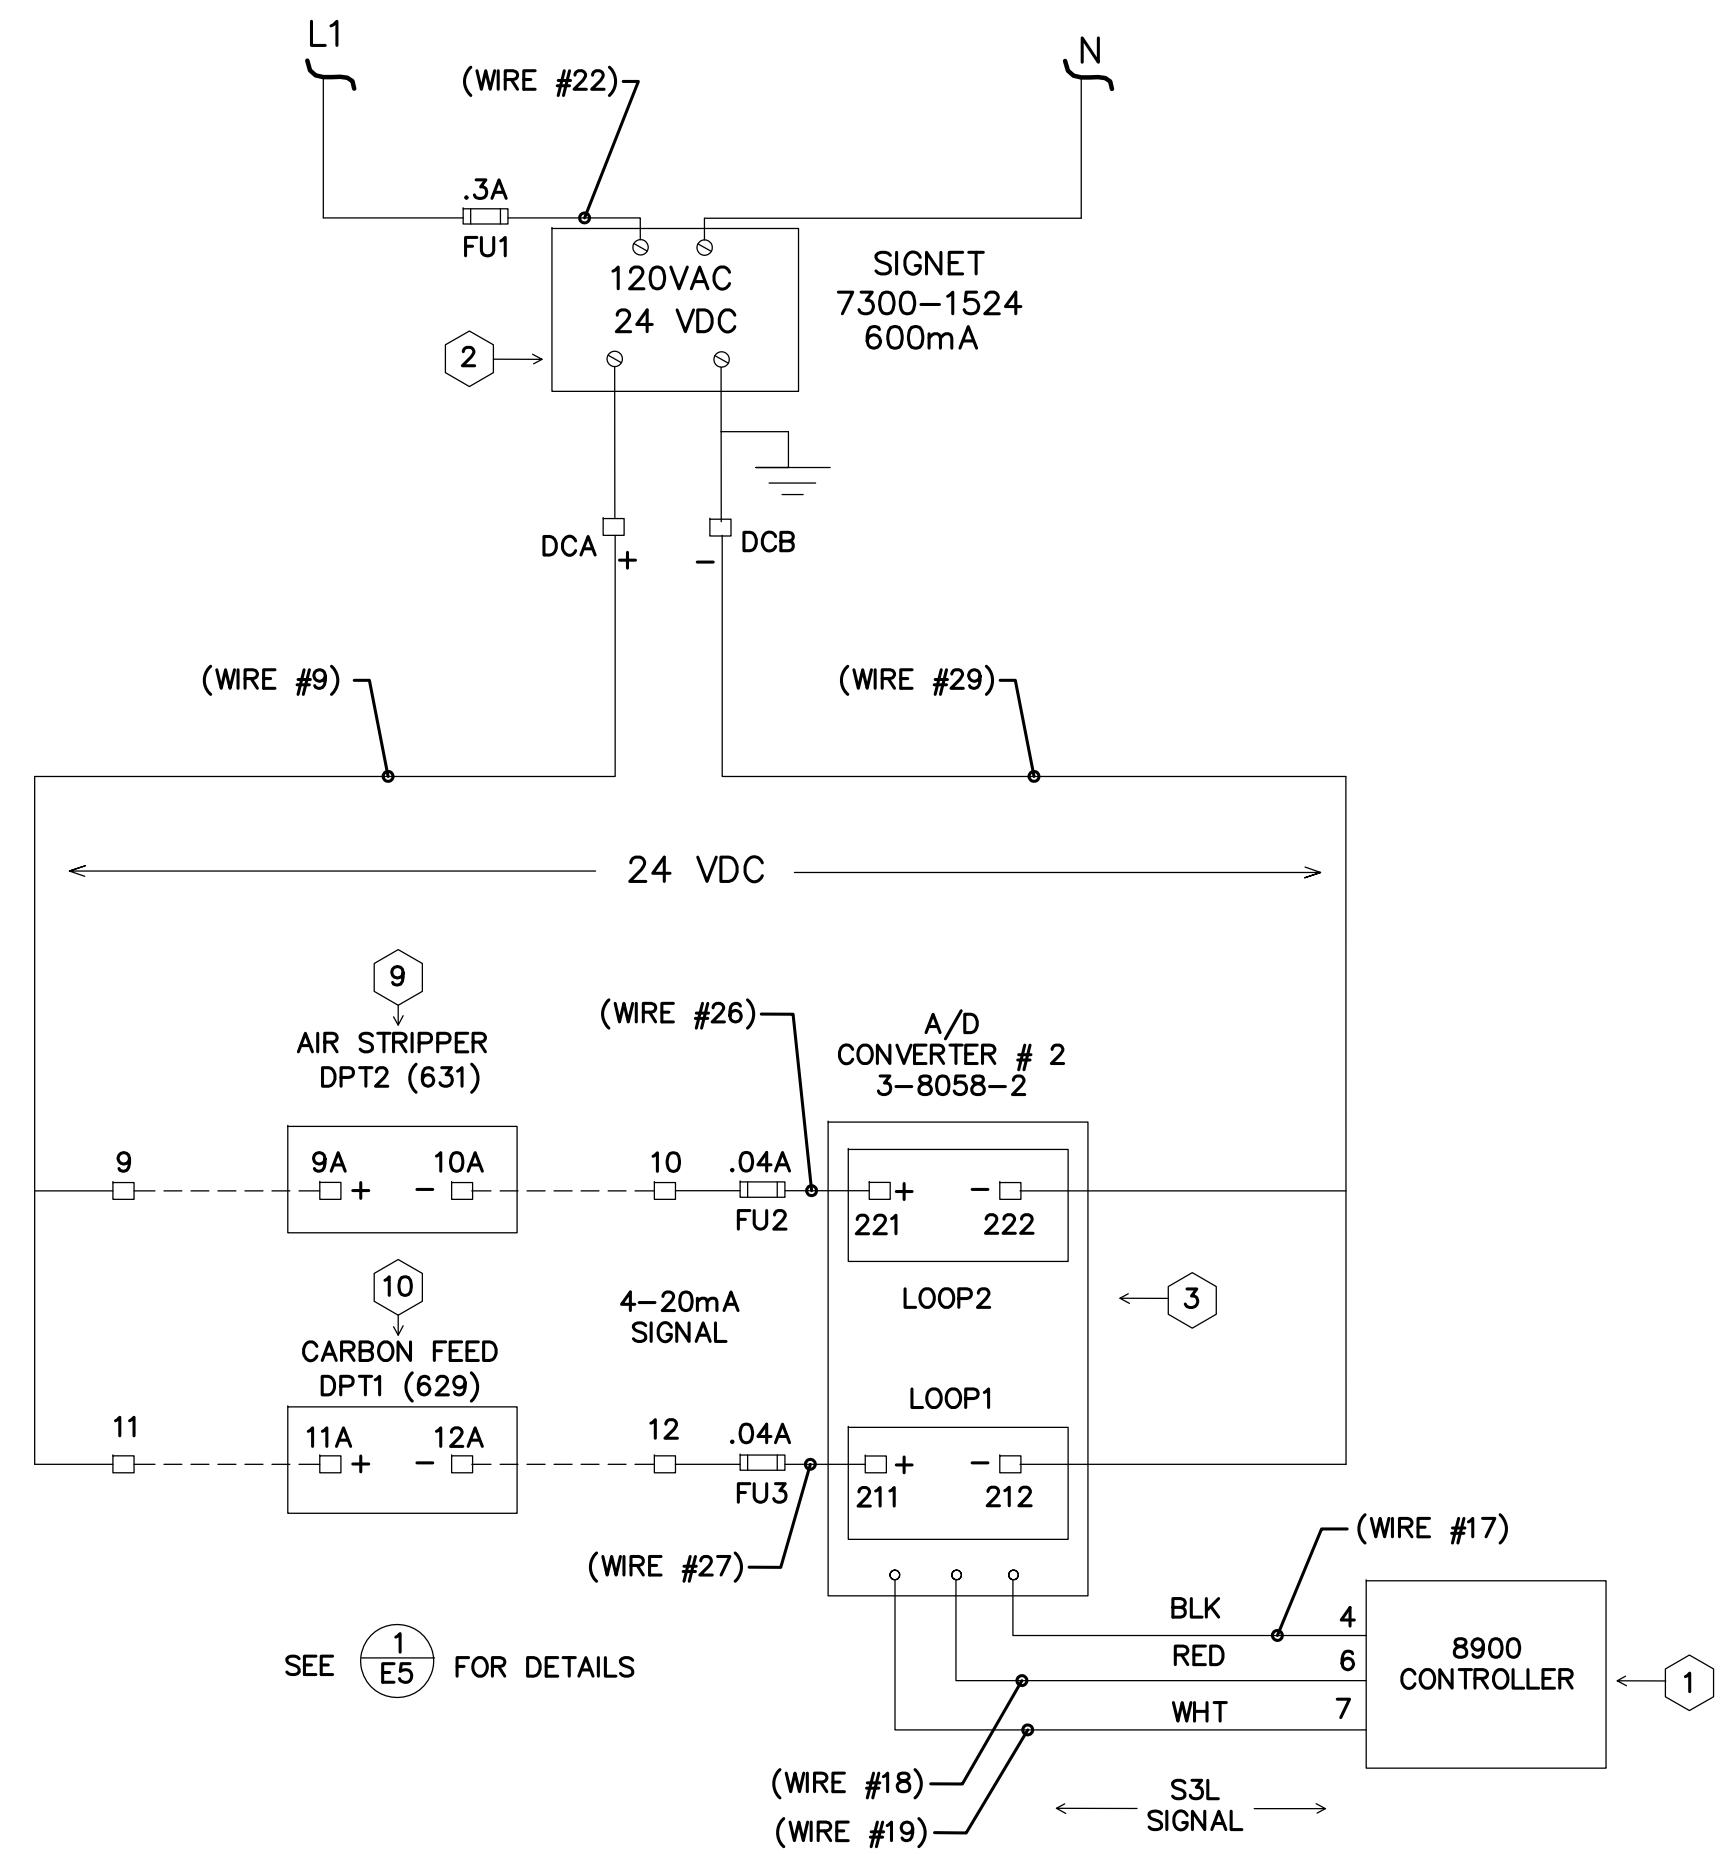 L1
N
(WIRE #22)
.3A
FU1
120VAC
24 VDC
SIGNET
7300-1524
600mA
2
DCA
+
-
DCB
(WIRE #9)
(WIRE #29)
24 VDC
9
AIR STRIPPER
DPT2 (631)
(WIRE #26)
A/D
CONVERTER # 2
3-8058-2
9
9A
+
-
10A
10
.04A
FU2
+
-
221
222
10
CARBON FEED
DPT1 (629)
4-20mA
SIGNAL
LOOP2
3
LOOP1
11
11A
+
-
12A
12
.04A
FU3
+
-
211
212
(WIRE #27)
(WIRE #17)
BLK
4
RED
6
WHT
7
8900
CONTROLLER
1
SEE 1 FOR DETAILS
E5
(WIRE #18)
(WIRE #19)
S3L
SIGNAL